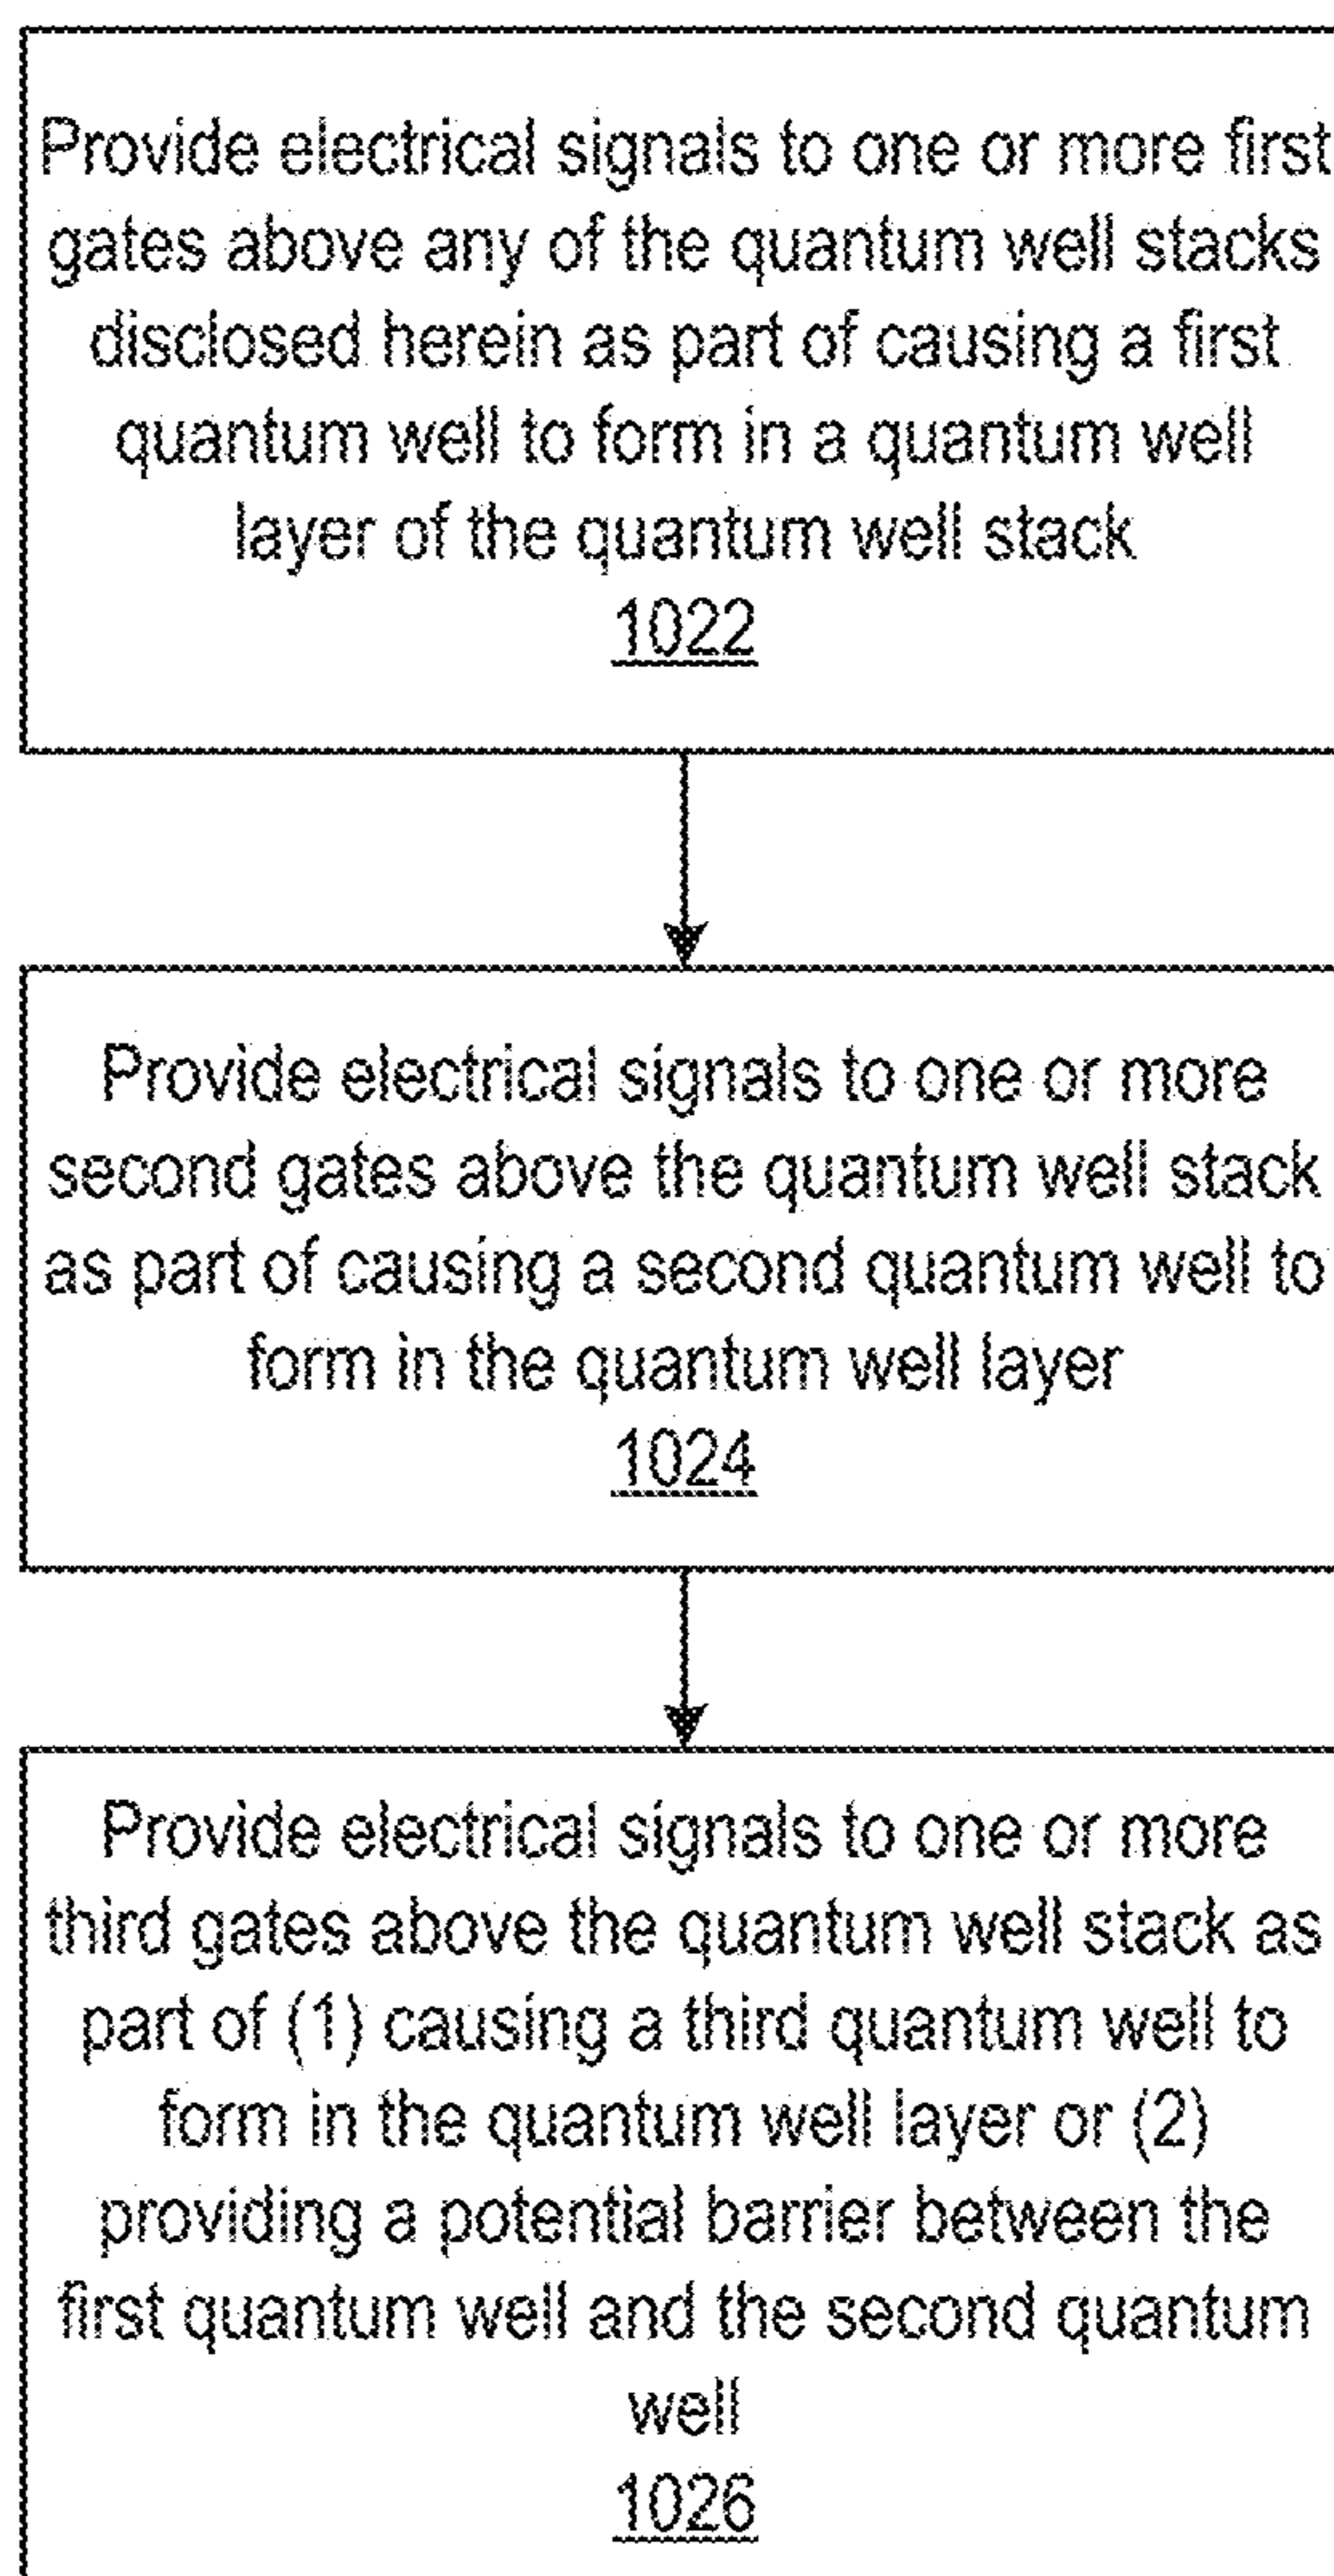 Provide electrical signals to one or more first
gates above any of the quantum well stacks
disclosed herein as part of causing a first
quantum well to form in a quantum well
layer of the quantum well stack
1022
Provide electrical signals to one or more
second gates above the quantum well stack
as part of causing a second quantum well to
form in the quantum well layer
1024
Provide electrical signals to one or more
third gates above the quantum well stack as
part of (1) causing a third quantum well to
form in the quantum well layer or (2)
providing a potential barrier between the
first quantum well and the second quantum
well
1026